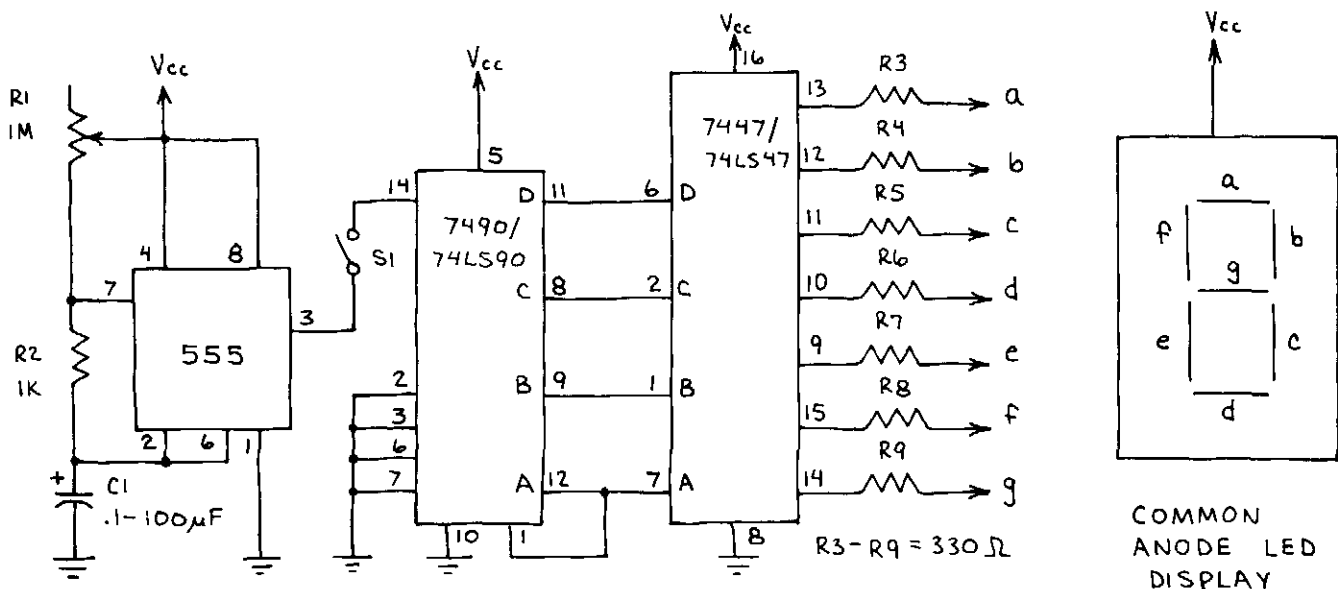 R1
1M
Vcc
4
8
7
3
555
R2
1K
2
6
1
+
C1
.1-100µF
S1
Vcc
5
14
7490/
74LS90
D
11
C
8
B
9
A
12
2
3
6
7
10
1
Vcc
16
7447/
74LS47
6
D
2
C
1
B
7
A
8
13
R3
a
12
R4
b
11
R5
c
10
R6
d
9
R7
e
15
R8
f
14
R9
g
R3-R9 = 330 Ω
Vcc
a
f
b
g
e
c
d
COMMON
ANODE LED
DISPLAY